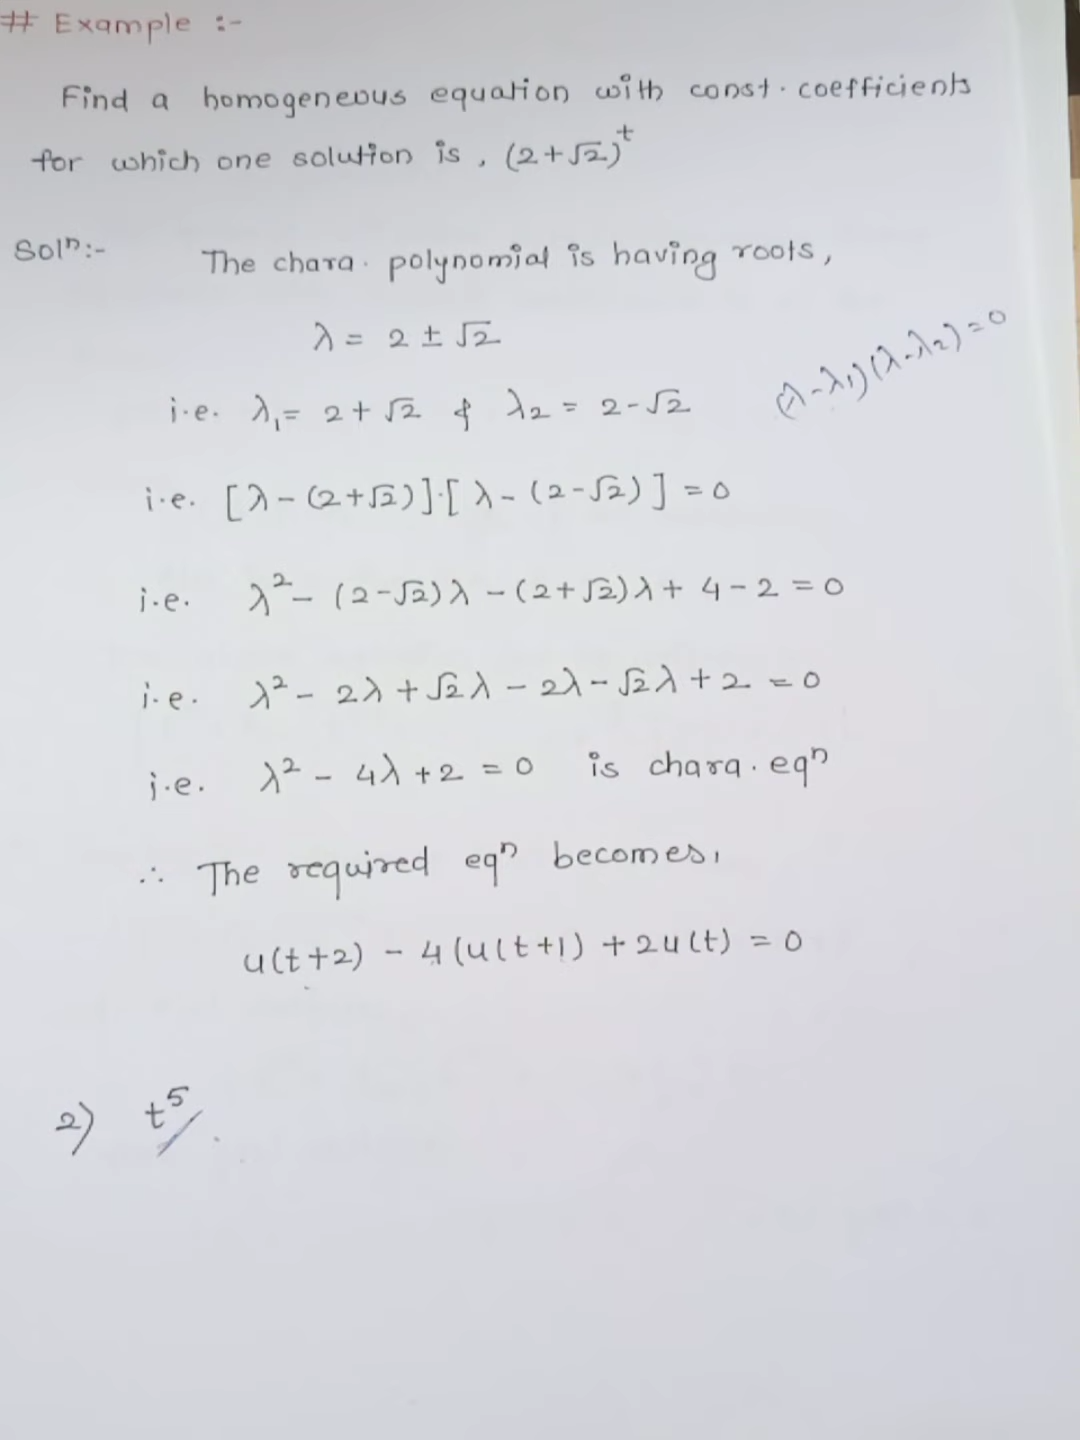 # Example :-
Find a homogeneous equation with const. coefficients
for which one solution is, (2+√2)^t
Solⁿ:- The chara. polynomial is having roots,
λ = 2 ± √2
i.e. λ₁ = 2+√2 & λ₂ = 2-√2
(λ-λ₁)(λ-λ₂)=0
i.e. [λ-(2+√2)]·[λ-(2-√2)] = 0
i.e. λ² - (2-√2)λ - (2+√2)λ + 4-2 = 0
i.e. λ² - 2λ + √2λ - 2λ - √2λ + 2 = 0
i.e. λ² - 4λ + 2 = 0 is chara. eqⁿ
∴ The required eqⁿ becomes,
u(t+2) - 4(u(t+1) + 2u(t) = 0
2) t⁵